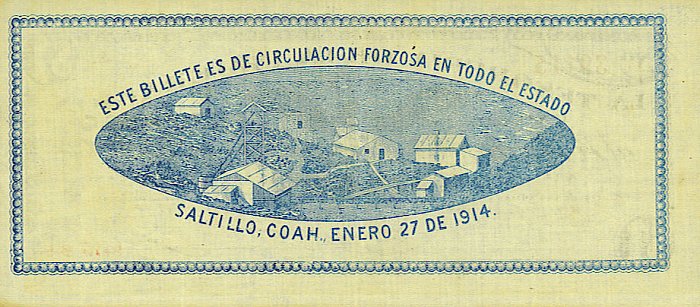 ESTE BILLETE ES DE CIRCULACION FORZOSA EN TODO EL ESTADO
SALTILLO, COAH., ENERO 27 DE 1914.